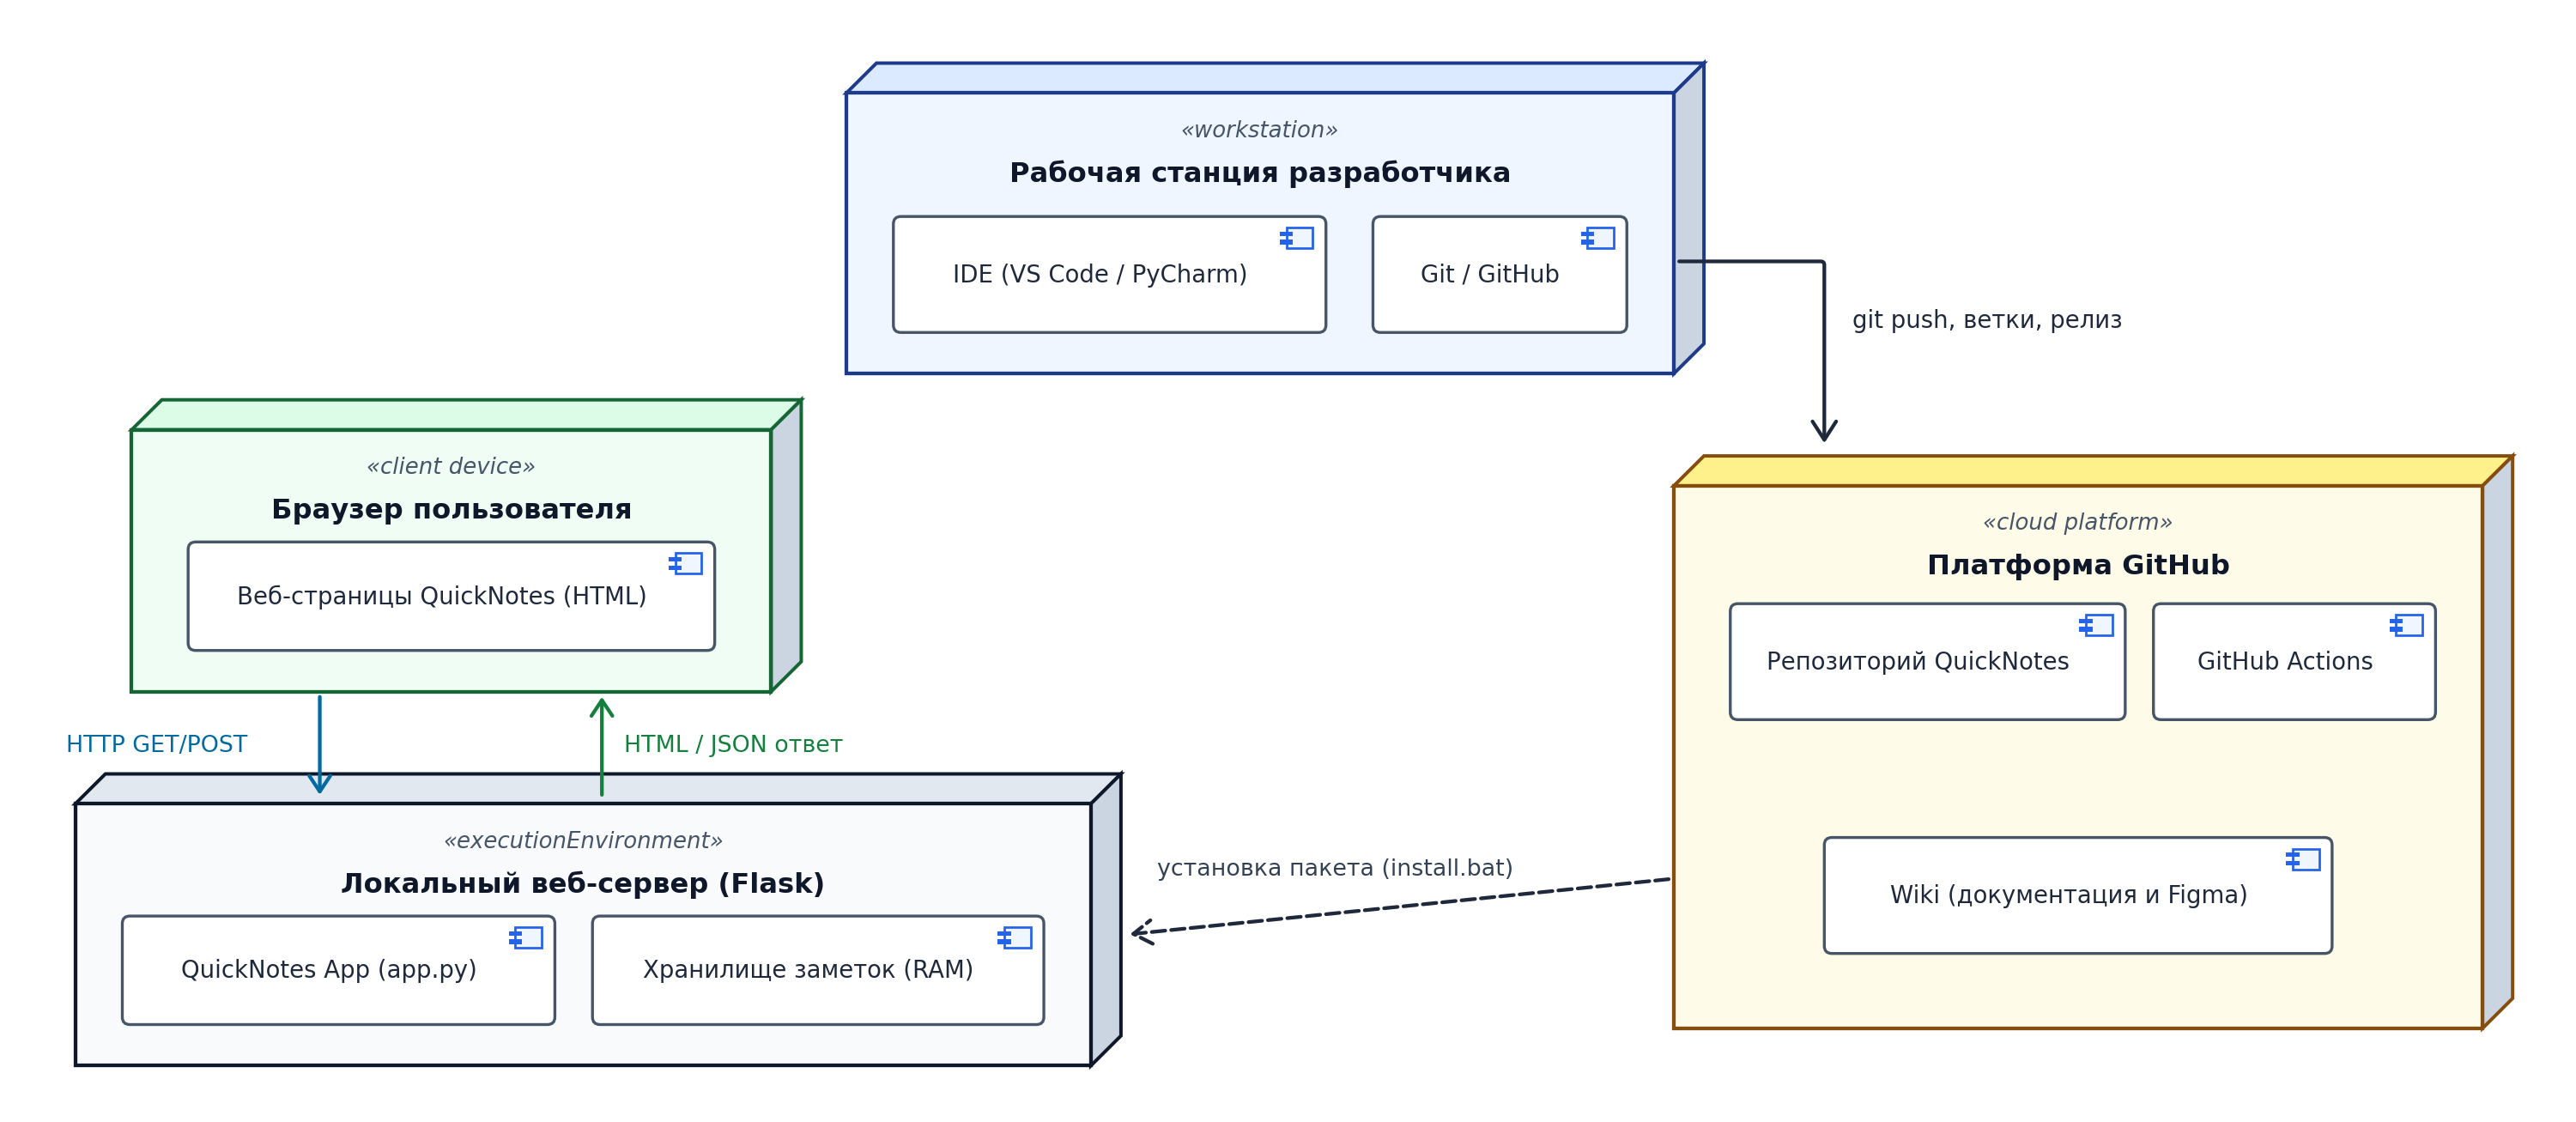 «workstation»
Рабочая станция разработчика
IDE (VS Code / PyCharm)
Git / GitHub
git push, ветки, релиз
«client device»
Браузер пользователя
Веб-страницы QuickNotes (HTML)
«cloud platform»
Платформа GitHub
Репозиторий QuickNotes
GitHub Actions
Wiki (документация и Figma)
HTTP GET/POST
HTML / JSON ответ
«executionEnvironment»
Локальный веб-сервер (Flask)
QuickNotes App (app.py)
Хранилище заметок (RAM)
установка пакета (install.bat)